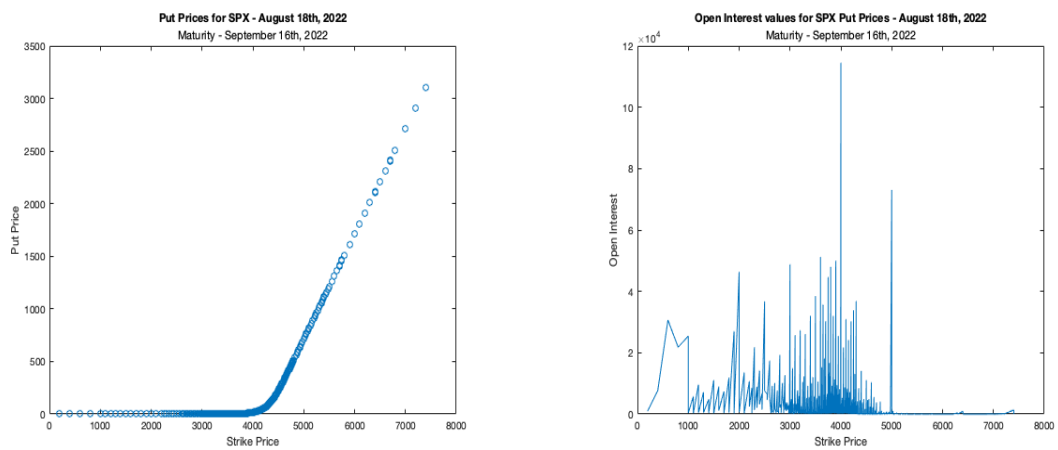 Put Prices for SPX - August 18th, 2022
Maturity - September 16th, 2022
3500
3000
2500
2000
1500
1000
500
0
Put Price
0 1000 2000 3000 4000 5000 6000 7000 8000
Strike Price
Open Interest values for SPX Put Prices - August 18th, 2022
Maturity - September 16th, 2022
×10⁴
12
10
8
6
4
2
0
Open Interest
0 1000 2000 3000 4000 5000 6000 7000 8000
Strike Price